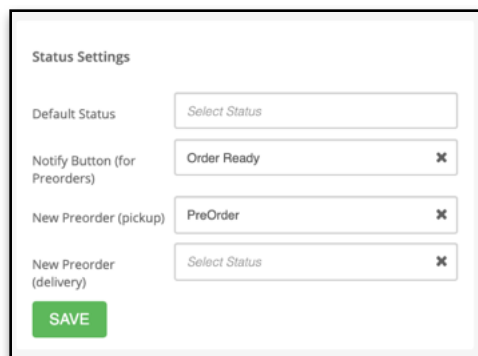 Status Settings
Default Status
Select Status
Notify Button (for
Preorders)
Order Ready
New Preorder (pickup)
PreOrder
New Preorder
(delivery)
Select Status
SAVE